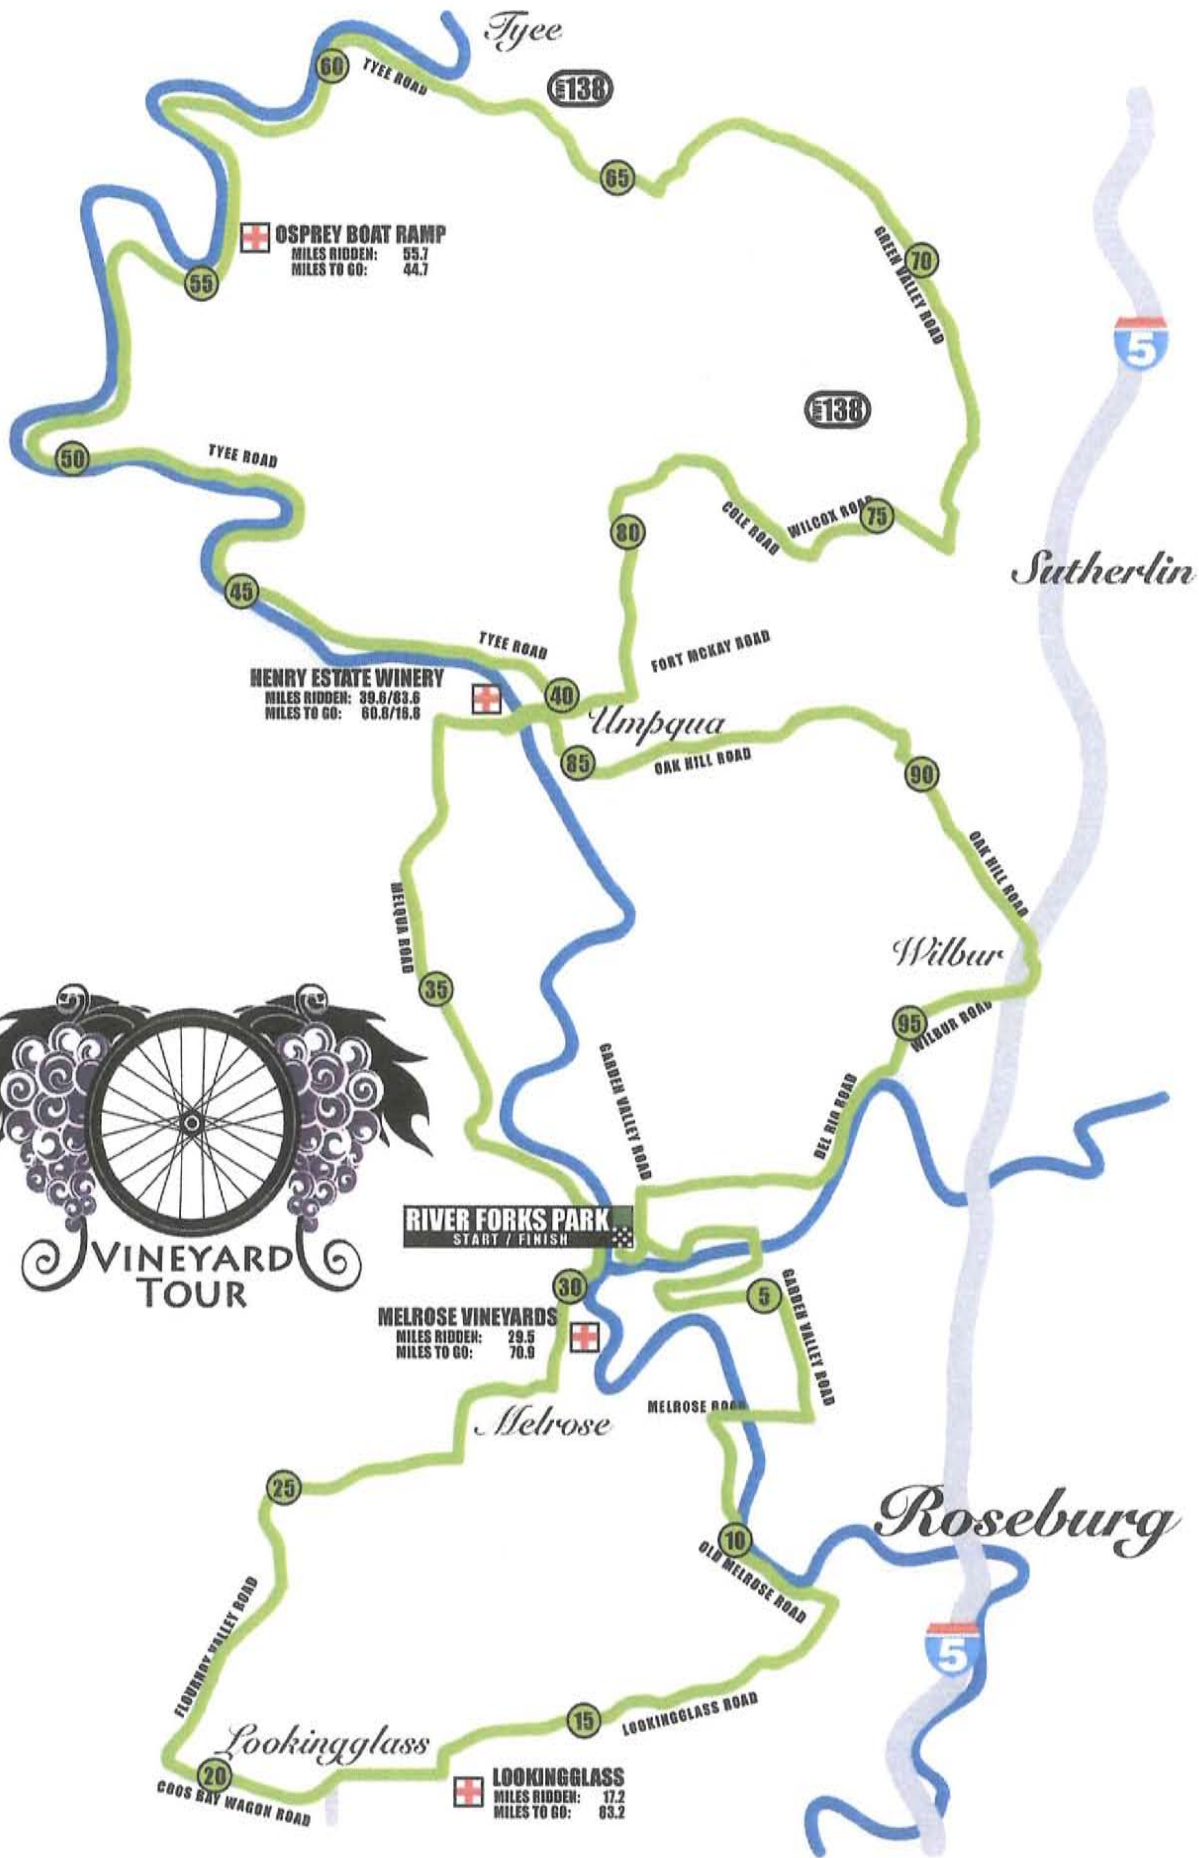 Tyee
60
TYEE ROAD
HWY 138
65
OSPREY BOAT RAMP
MILES RIDDEN: 55.7
MILES TO GO: 44.7
55
GREEN VALLEY ROAD
70
5
HWY 138
50
TYEE ROAD
80
COLE ROAD
WILCOX ROAD
75
Sutherlin
45
TYEE ROAD
FORT MCKAY ROAD
HENRY ESTATE WINERY
MILES RIDDEN: 39.6/83.6
MILES TO GO: 60.8/16.8
40
Umpqua
85
OAK HILL ROAD
90
OAK HILL ROAD
MELQUA ROAD
Wilbur
35
95
WILBUR ROAD
GARDEN VALLEY ROAD
DEL RIO ROAD
RIVER FORKS PARK
START / FINISH
VINEYARD
TOUR
30
5
GARDEN VALLEY ROAD
MELROSE VINEYARDS
MILES RIDDEN: 29.5
MILES TO GO: 70.9
MELROSE ROAD
Melrose
25
Roseburg
10
OLD MELROSE ROAD
FLOURNOY VALLEY ROAD
5
15
LOOKINGGLASS ROAD
Lookingglass
20
COOS BAY WAGON ROAD
LOOKINGGLASS
MILES RIDDEN: 17.2
MILES TO GO: 83.2